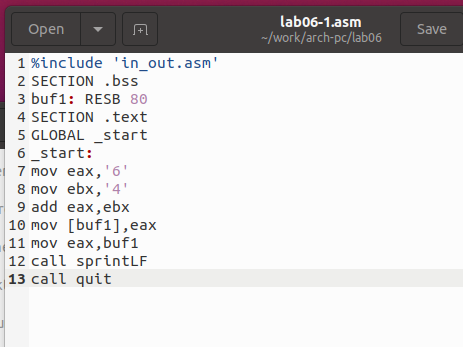 Open
lab06-1.asm
~/work/arch-pc/lab06
Save
1 %include 'in_out.asm'
2 SECTION .bss
3 buf1: RESB 80
4 SECTION .text
5 GLOBAL _start
6 _start:
7 mov eax,'6'
8 mov ebx,'4'
9 add eax,ebx
10 mov [buf1],eax
11 mov eax,buf1
12 call sprintLF
13 call quit